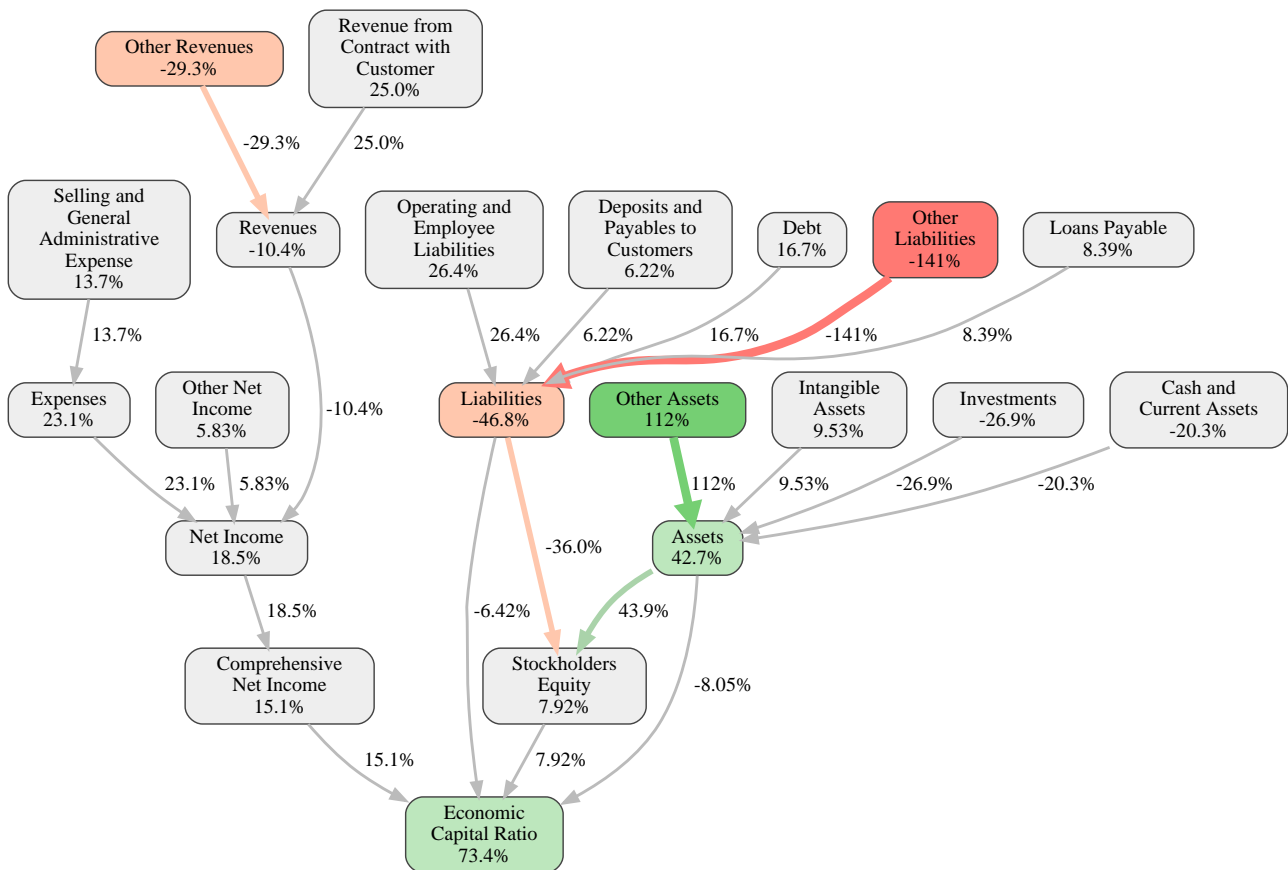 Other Revenues
-29.3%
Revenue from
Contract with
Customer
25.0%
-29.3%
25.0%
Selling and
General
Administrative
Expense
13.7%
Revenues
-10.4%
Operating and
Employee
Liabilities
26.4%
Deposits and
Payables to
Customers
6.22%
Debt
16.7%
Other
Liabilities
-141%
Loans Payable
8.39%
13.7%
26.4%
6.22%
16.7%
-141%
8.39%
Expenses
23.1%
Other Net
Income
5.83%
-10.4%
Liabilities
-46.8%
Other Assets
112%
Intangible
Assets
9.53%
Investments
-26.9%
Cash and
Current Assets
-20.3%
23.1%
5.83%
112%
9.53%
-26.9%
-20.3%
Net Income
18.5%
-36.0%
Assets
42.7%
18.5%
-6.42%
43.9%
Comprehensive
Net Income
15.1%
Stockholders
Equity
7.92%
-8.05%
15.1%
7.92%
Economic
Capital Ratio
73.4%